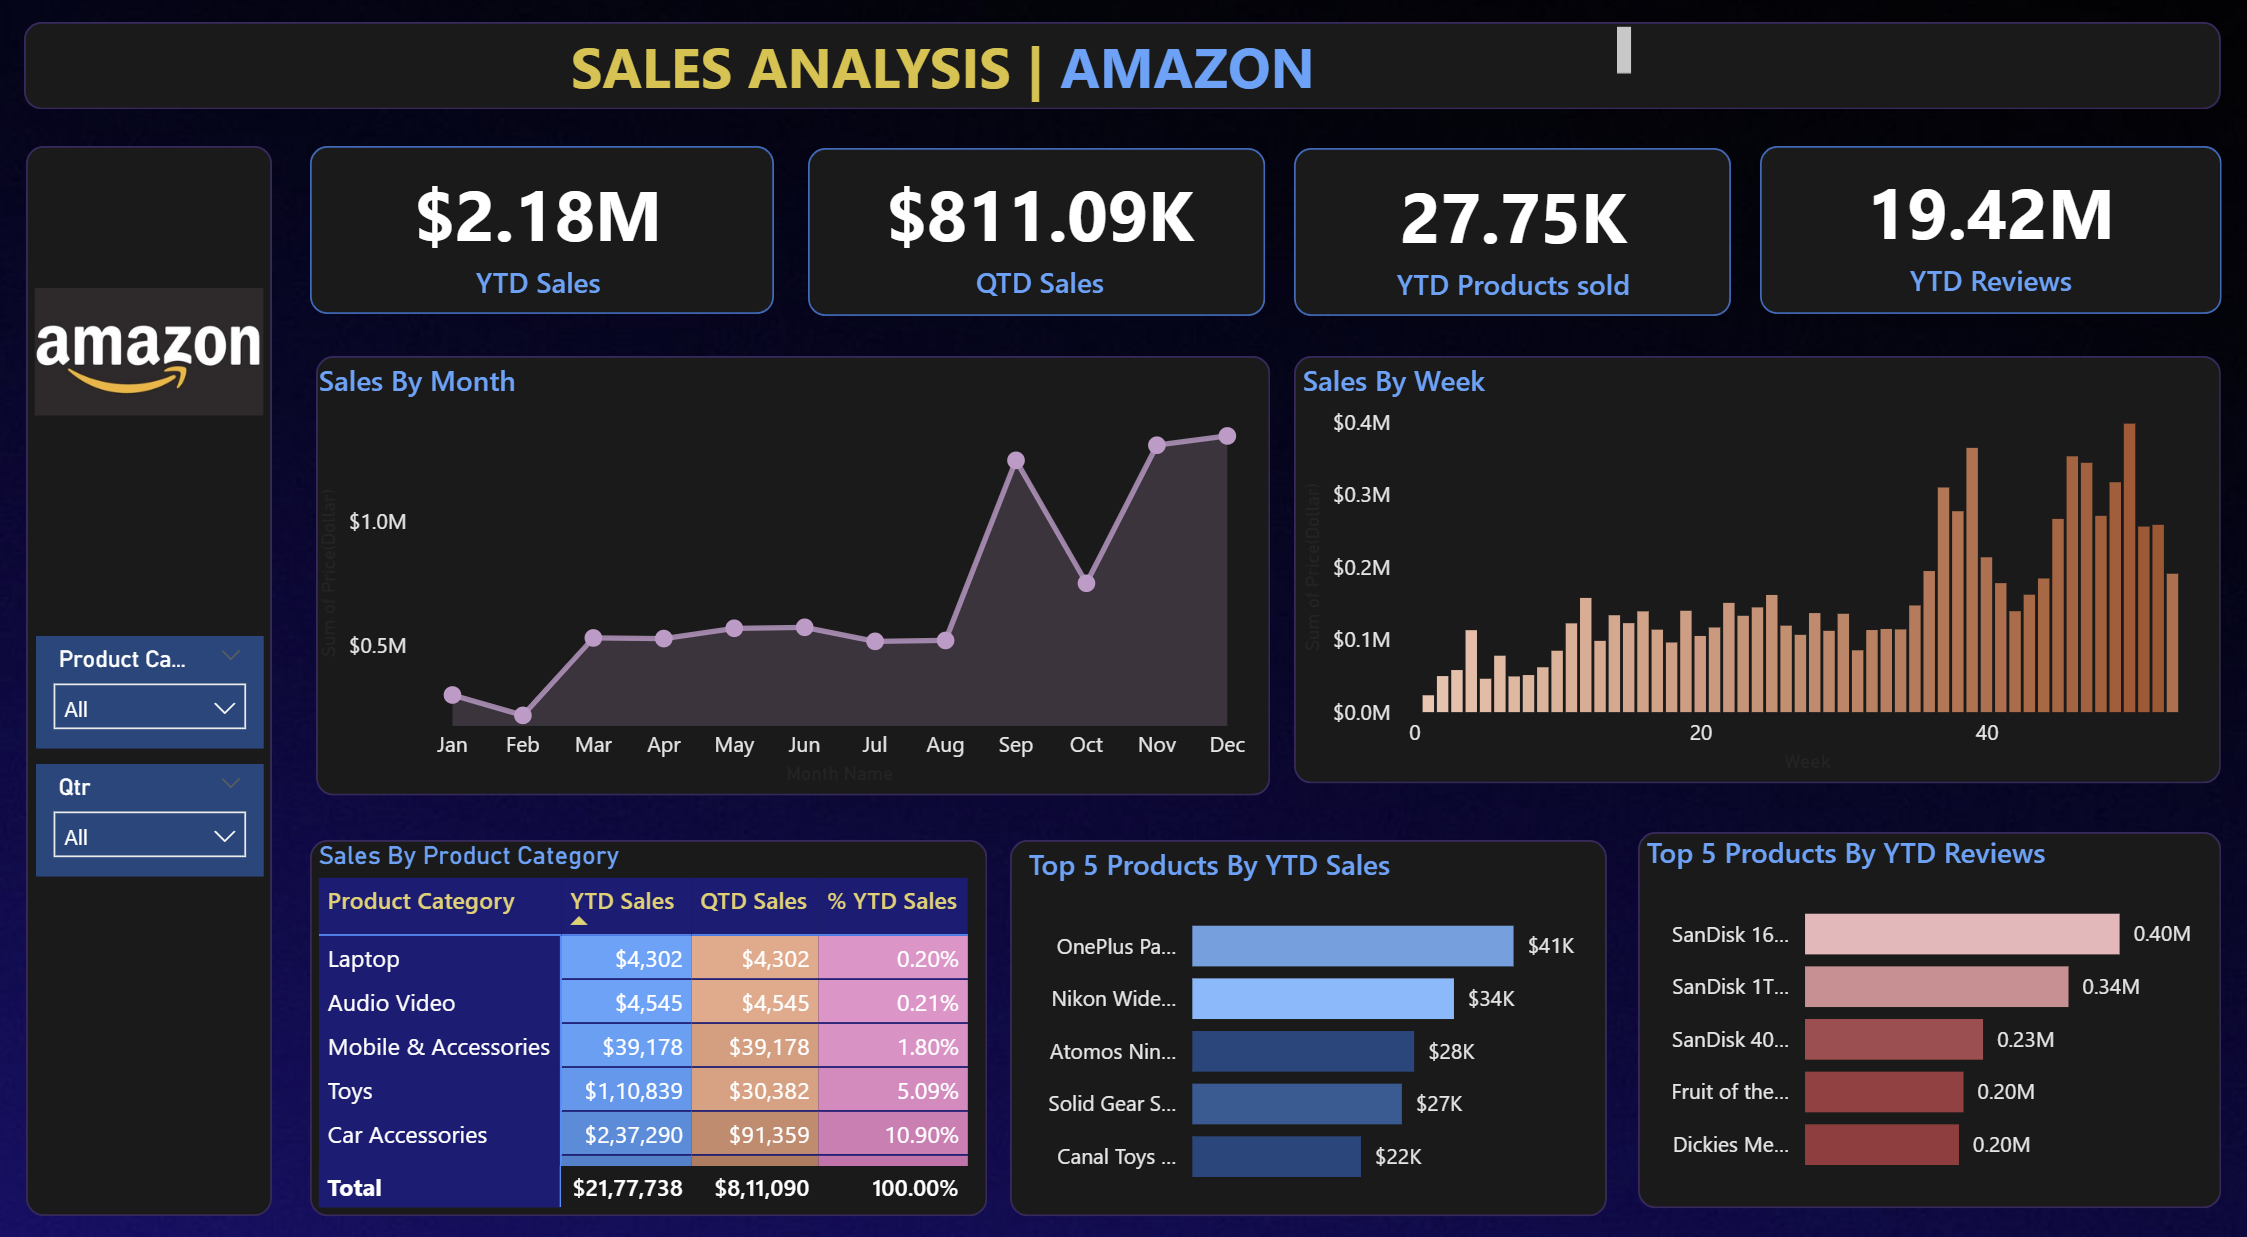 SALES ANALYSIS | AMAZON
$2.18M
YTD Sales
$811.09K
QTD Sales
27.75K
YTD Products sold
19.42M
YTD Reviews
amazon
Product Ca...
All
Qtr
All
Sales By Month
Sum of Price(Dollar)
$1.0M
$0.5M
Jan Feb Mar Apr May Jun Jul Aug Sep Oct Nov Dec
Month Name
Sales By Week
Sum of Price(Dollar)
$0.4M
$0.3M
$0.2M
$0.1M
$0.0M
0 20 40
Week
Sales By Product Category
Product Category YTD Sales QTD Sales % YTD Sales
Laptop $4,302 $4,302 0.20%
Audio Video $4,545 $4,545 0.21%
Mobile & Accessories $39,178 $39,178 1.80%
Toys $1,10,839 $30,382 5.09%
Car Accessories $2,37,290 $91,359 10.90%
Total $21,77,738 $8,11,090 100.00%
Top 5 Products By YTD Sales
OnePlus Pa... $41K
Nikon Wide... $34K
Atomos Nin... $28K
Solid Gear S... $27K
Canal Toys ... $22K
Top 5 Products By YTD Reviews
SanDisk 16... 0.40M
SanDisk 1T... 0.34M
SanDisk 40... 0.23M
Fruit of the... 0.20M
Dickies Me... 0.20M